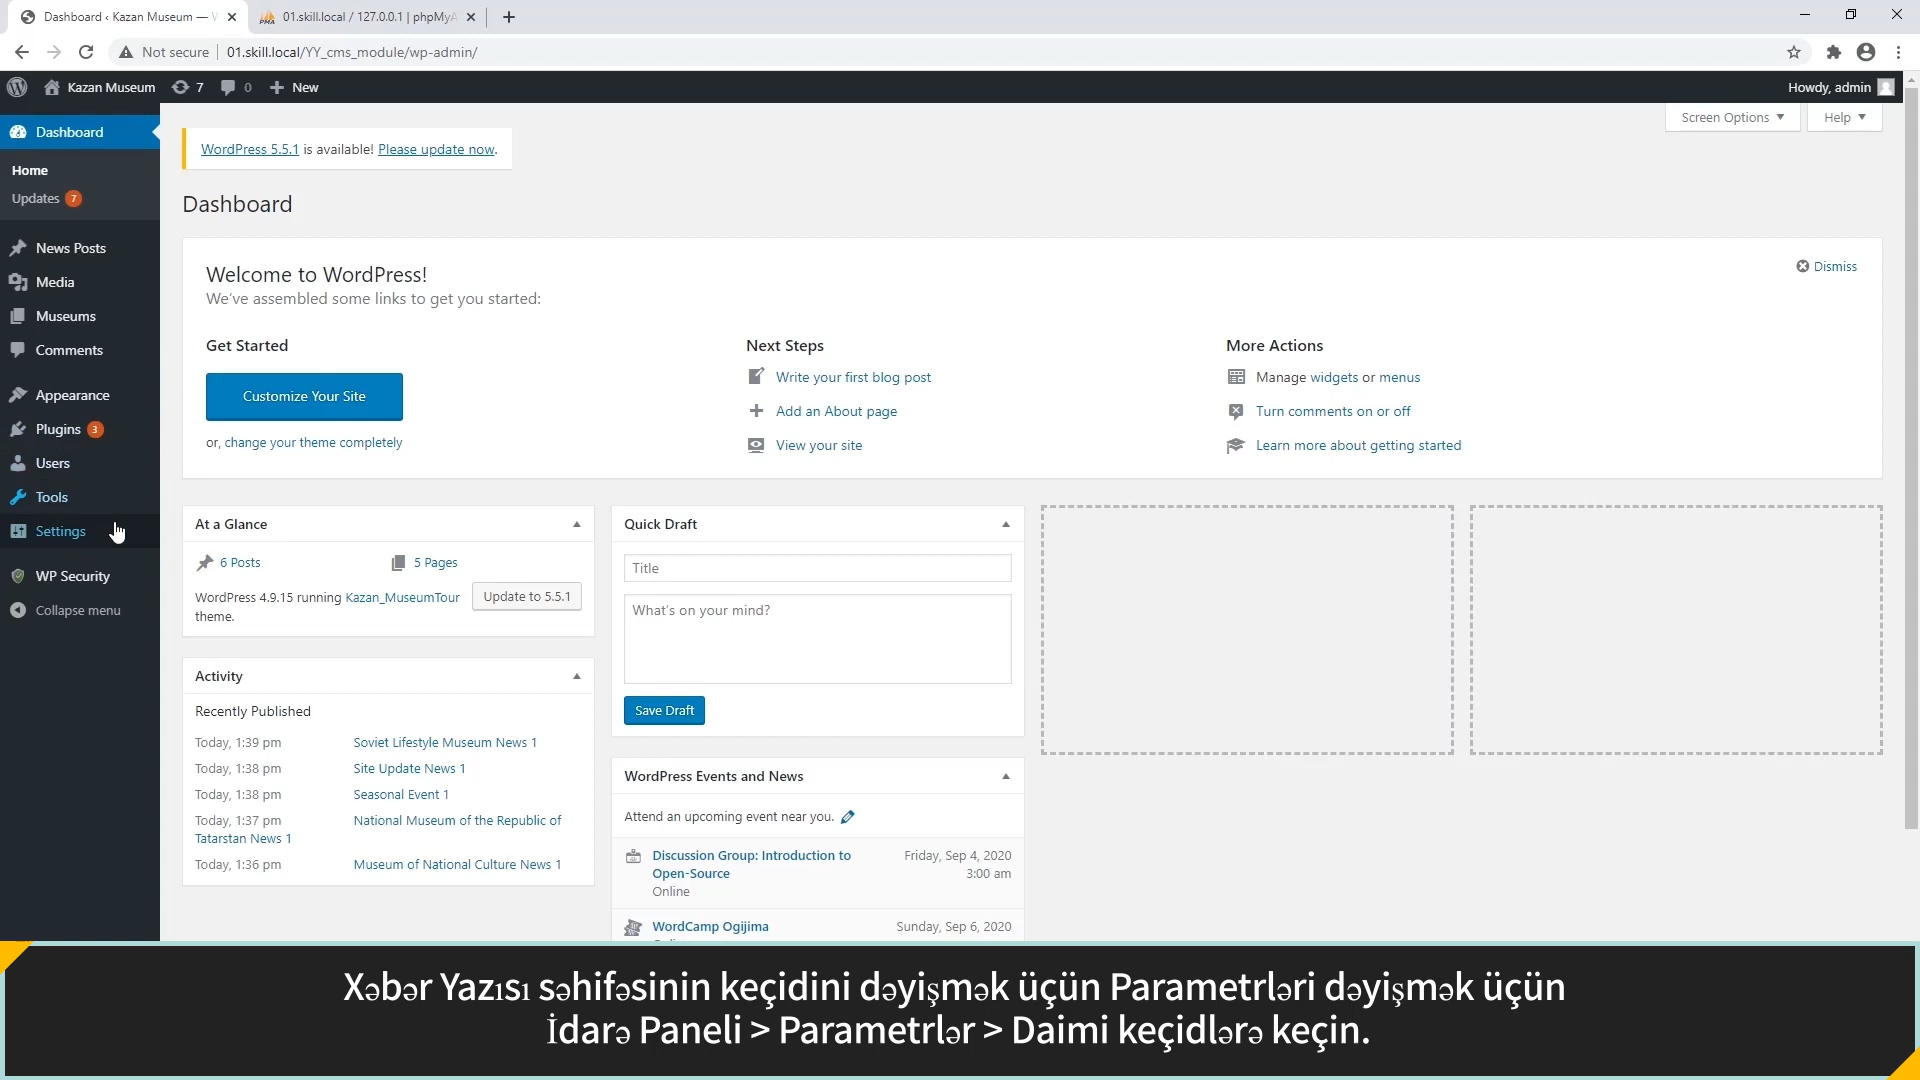 Dashboard ‹ Kazan Museum — W
01.skill.local / 127.0.0.1 | phpMyA
Not secure
01.skill.local/YY_cms_module/wp-admin/
Kazan Museum
7
0
New
Howdy, admin
Dashboard
Home
Updates 7
News Posts
Media
Museums
Comments
Appearance
Plugins 3
Users
Tools
Settings
WP Security
Collapse menu
Screen Options
Help
WordPress 5.5.1 is available! Please update now.
Dashboard
Welcome to WordPress!
We've assembled some links to get you started:
Dismiss
Get Started
Customize Your Site
or, change your theme completely
Next Steps
Write your first blog post
Add an About page
View your site
More Actions
Manage widgets or menus
Turn comments on or off
Learn more about getting started
At a Glance
6 Posts
5 Pages
WordPress 4.9.15 running Kazan_MuseumTour
theme.
Update to 5.5.1
Activity
Recently Published
Today, 1:39 pm Soviet Lifestyle Museum News 1
Today, 1:38 pm Site Update News 1
Today, 1:38 pm Seasonal Event 1
Today, 1:37 pm National Museum of the Republic of
Tatarstan News 1
Today, 1:36 pm Museum of National Culture News 1
Quick Draft
Title
What's on your mind?
Save Draft
WordPress Events and News
Attend an upcoming event near you.
Discussion Group: Introduction to Friday, Sep 4, 2020
Open-Source 3:00 am
Online
WordCamp Ogijima Sunday, Sep 6, 2020
Xəbər Yazısı səhifəsinin keçidini dəyişmək üçün Parametrləri dəyişmək üçün
İdarə Paneli > Parametrlər > Daimi keçidlərə keçin.